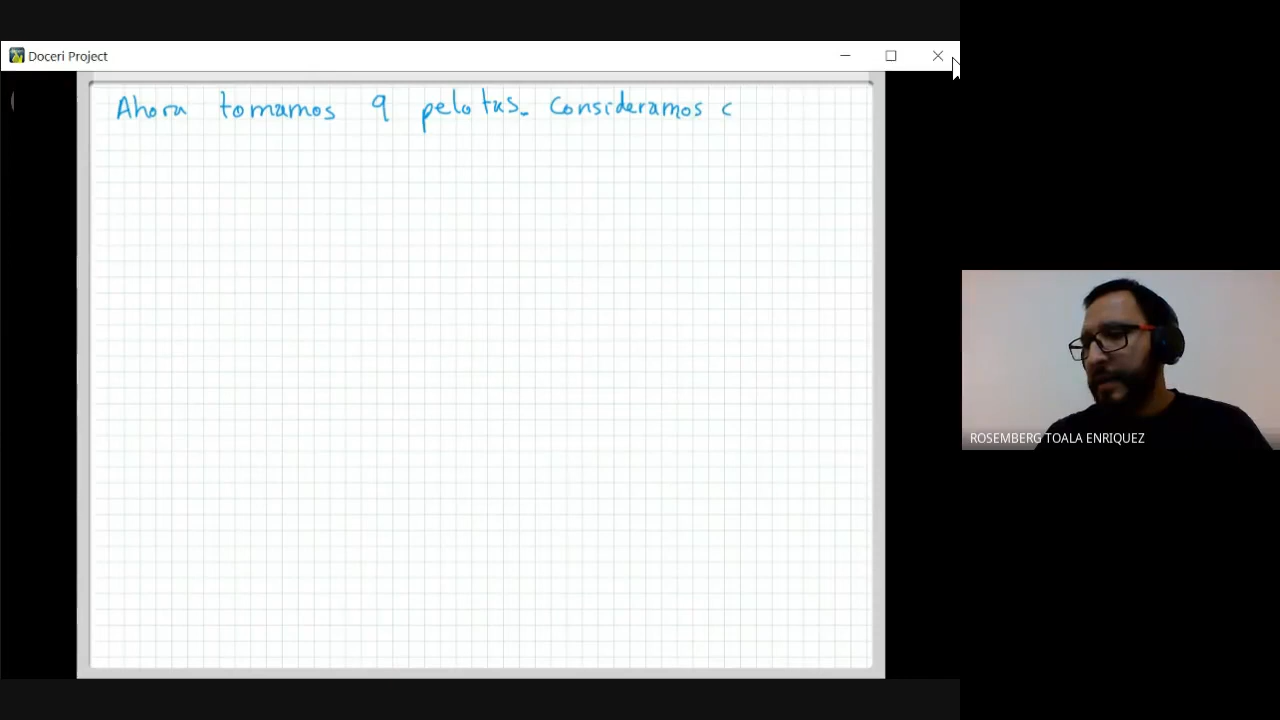 Doceri Project
Ahora tomamos 9 pelotas. Consideramos c
ROSEMBERG TOALA ENRIQUEZ